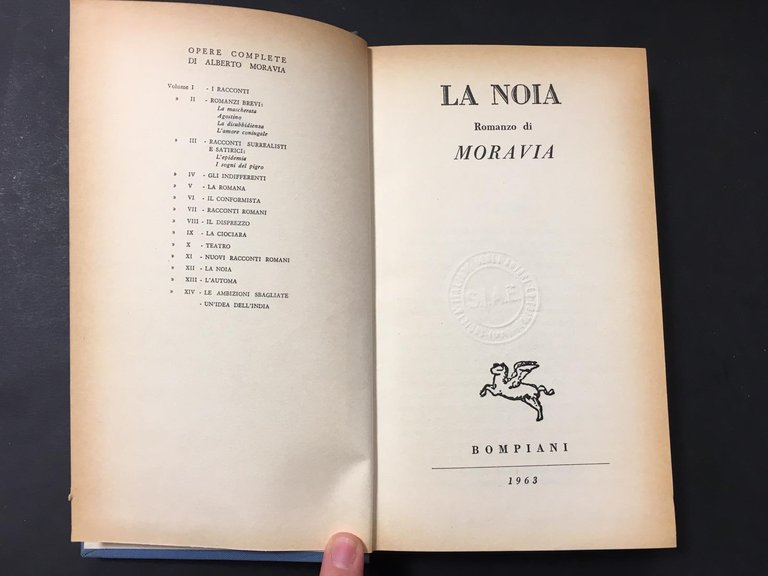 OPERE COMPLETE
DI ALBERTO MORAVIA
Volume I - I RACCONTI
» II - ROMANZI BREVI:
La mascherata
Agostino
La disubbidienza
L'amore coniugale
» III - RACCONTI SURREALISTI
E SATIRICI:
L'epidemia
I sogni del pigro
» IV - GLI INDIFFERENTI
» V - LA ROMANA
» VI - IL CONFORMISTA
» VII - RACCONTI ROMANI
» VIII - IL DISPREZZO
» IX - LA CIOCIARA
» X - TEATRO
» XI - NUOVI RACCONTI ROMANI
» XII - LA NOIA
» XIII - L'AUTOMA
» XIV - LE AMBIZIONI SBAGLIATE
- UN'IDEA DELL'INDIA
LA NOIA
Romanzo di
MORAVIA
S.I.A.E
BOMPIANI
1963